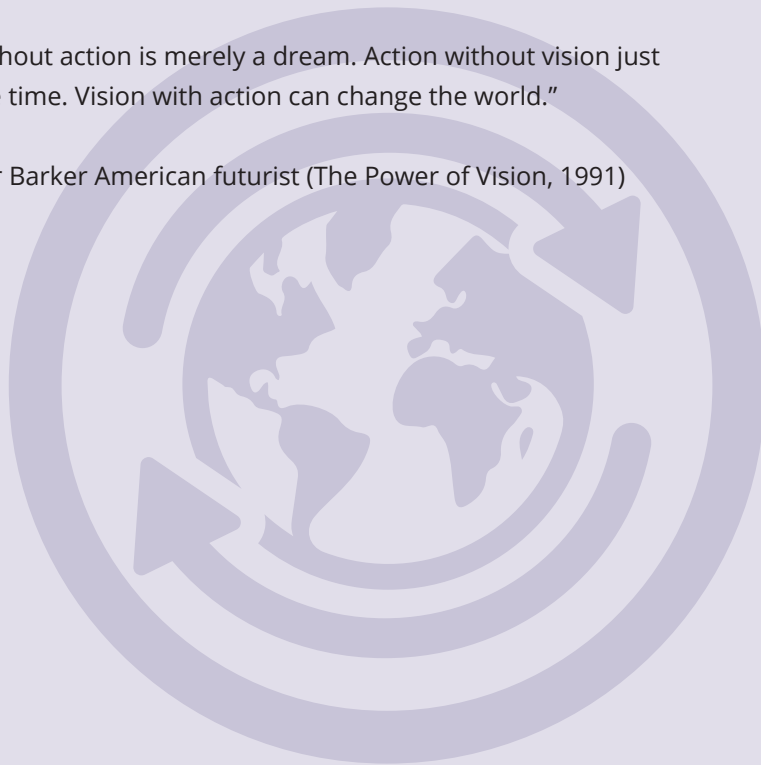 hout action is merely a dream. Action without vision just
time. Vision with action can change the world.”
Barker American futurist (The Power of Vision, 1991)